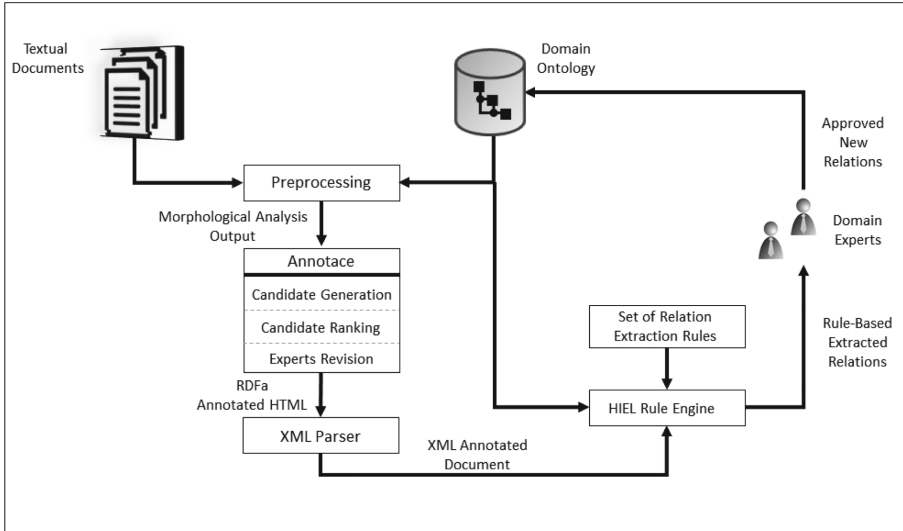 Textual
Documents
Domain
Ontology
Approved
New
Relations
Preprocessing
Morphological Analysis
Output
Domain
Experts
Annotace
Candidate Generation
Candidate Ranking
Experts Revision
Set of Relation
Extraction Rules
Rule-Based
Extracted
Relations
RDFa
Annotated HTML
HIEL Rule Engine
XML Parser
XML Annotated
Document